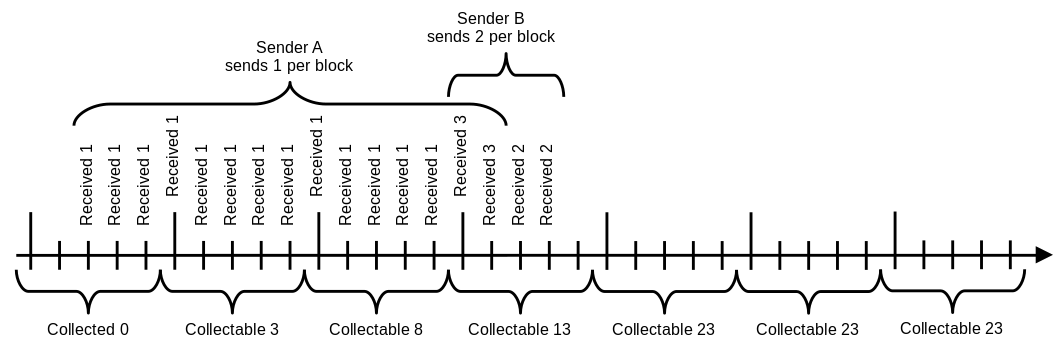 Sender B
sends 2 per block
Sender A
sends 1 per block
Received 1
Received 1
Received 1
Received 1
Received 1
Received 1
Received 1
Received 1
Received 1
Received 1
Received 1
Received 1
Received 1
Received 3
Received 3
Received 2
Received 2
Collected 0
Collectable 3
Collectable 8
Collectable 13
Collectable 23
Collectable 23
Collectable 23